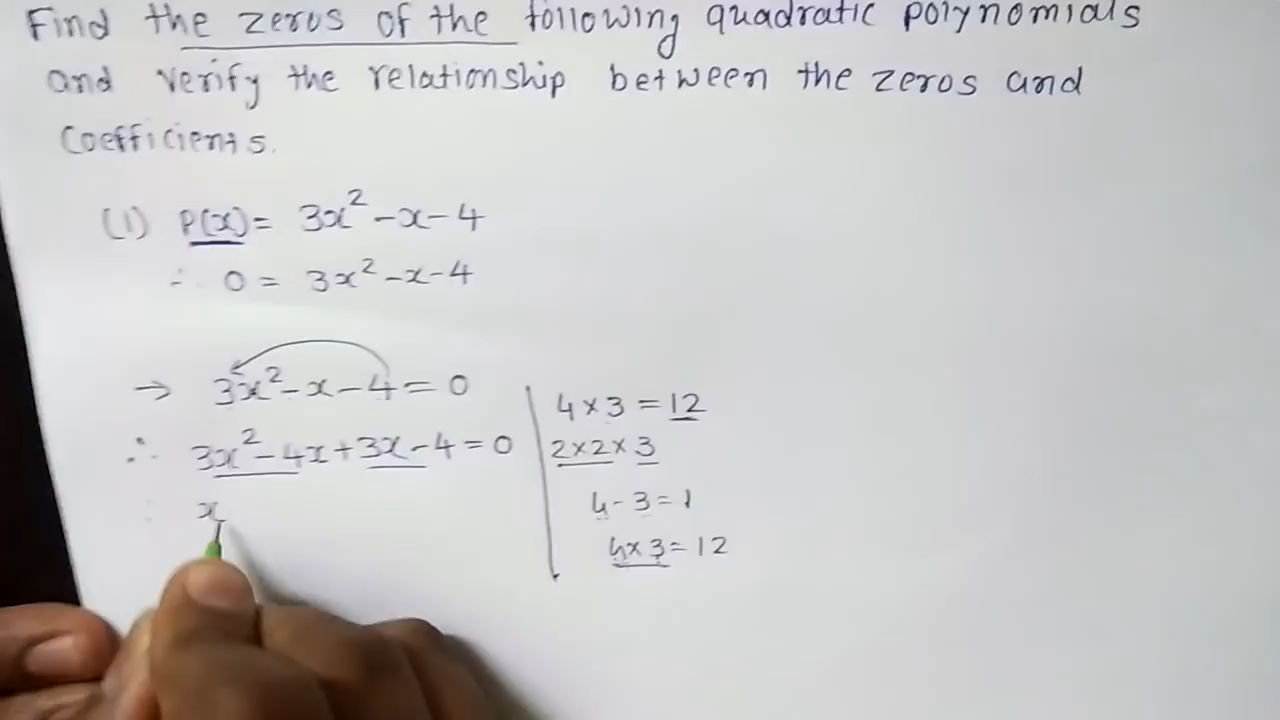 Find the zeros of the following quadratic polynomials
and verify the relationship between the zeros and
Coefficients.
(1) P(x) = 3x² - x - 4
∴ 0 = 3x² - x - 4
→ 3x² - x - 4 = 0
∴ 3x² - 4x + 3x - 4 = 0
∴ x
4 × 3 = 12
2 × 2 × 3
4 - 3 = 1
4 × 3 = 12